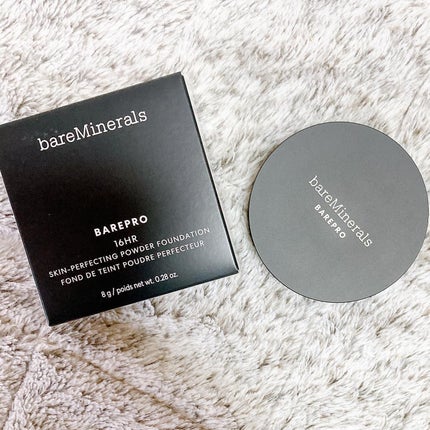 bareMinerals
BAREPRO
16HR
SKIN-PERFECTING POWDER FOUNDATION
FOND DE TEINT POUDRE PERFECTEUR
8 g / poids net wt. 0.28 oz.
bareMinerals
BAREPRO